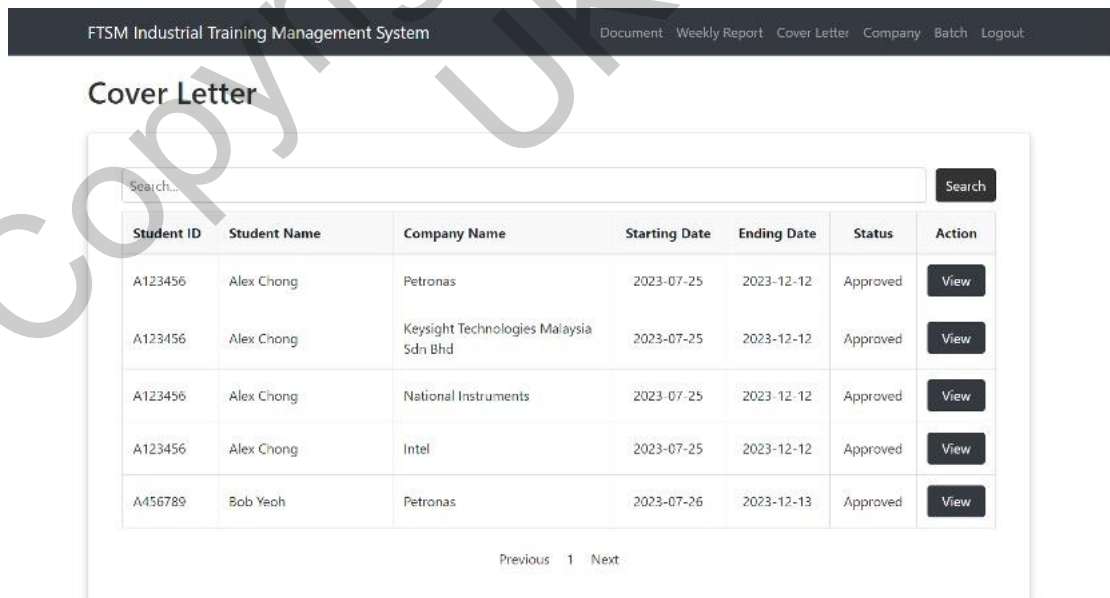 FTSM Industrial Training Management System Document Weekly Report Cover Letter Company Batch Logout
Cover Letter
Search...
Search
Student ID Student Name Company Name Starting Date Ending Date Status Action
A123456 Alex Chong Petronas 2023-07-25 2023-12-12 Approved View
A123456 Alex Chong Keysight Technologies Malaysia Sdn Bhd 2023-07-25 2023-12-12 Approved View
A123456 Alex Chong National Instruments 2023-07-25 2023-12-12 Approved View
A123456 Alex Chong Intel 2023-07-25 2023-12-12 Approved View
A456789 Bob Yeoh Petronas 2023-07-26 2023-12-13 Approved View
Previous 1 Next